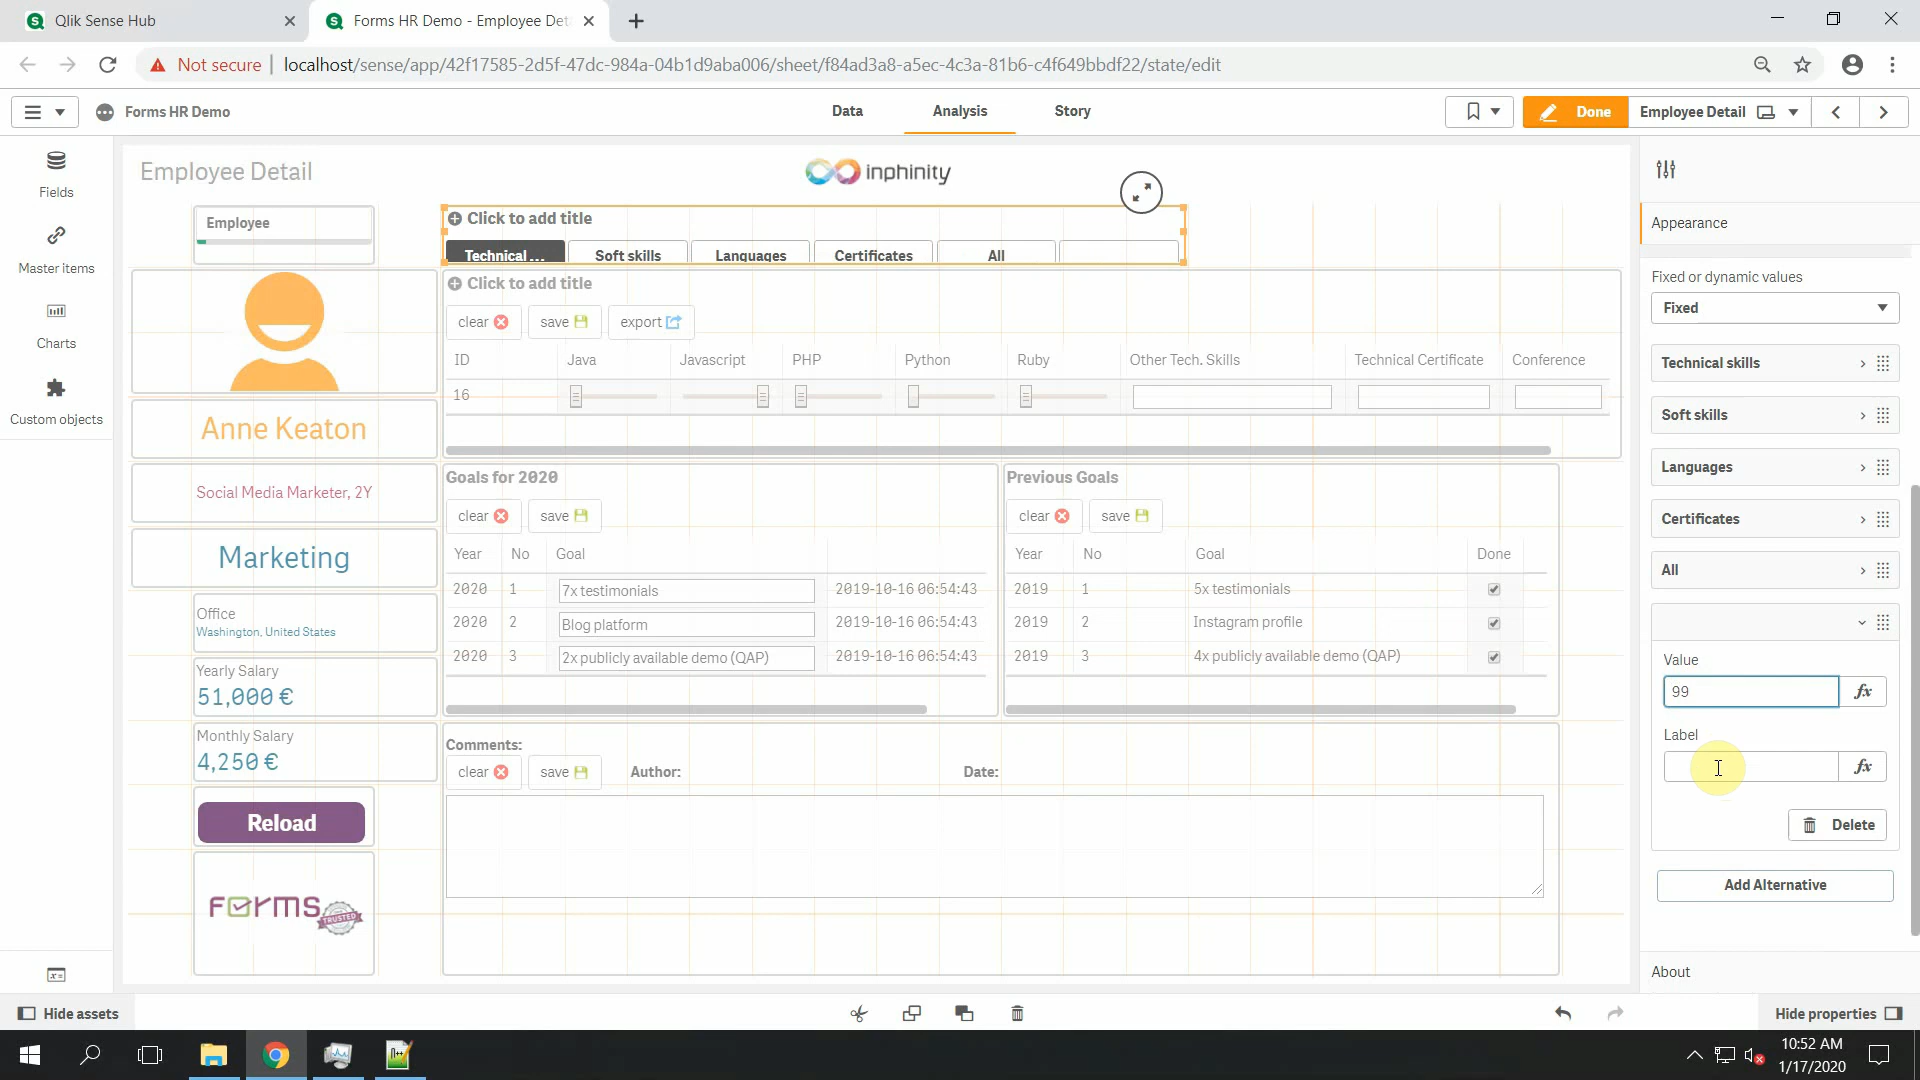 Qlik Sense Hub
Forms HR Demo - Employee Det
Not secure
localhost/sense/app/42f17585-2d5f-47dc-984a-04b1d9aba006/sheet/f84ad3a8-a5ec-4c3a-81b6-c4f649bbdf22/state/edit
Forms HR Demo
Data
Analysis
Story
Done
Employee Detail
Fields
Master items
Charts
Custom objects
Employee Detail
inphinity
Employee
Click to add title
Technical ...
Soft skills
Languages
Certificates
All
Click to add title
clear
save
export
ID Java Javascript PHP Python Ruby Other Tech. Skills Technical Certificate Conference
16
Anne Keaton
Social Media Marketer, 2Y
Marketing
Office
Washington, United States
Yearly Salary
51,000 €
Monthly Salary
4,250 €
Reload
FORMS
TRUSTED
Goals for 2020
clear
save
Year No Goal
2020 1 7x testimonials 2019-10-16 06:54:43
2020 2 Blog platform 2019-10-16 06:54:43
2020 3 2x publicly available demo (QAP) 2019-10-16 06:54:43
Previous Goals
clear
save
Year No Goal Done
2019 1 5x testimonials
2019 2 Instagram profile
2019 3 4x publicly available demo (QAP)
Comments:
clear
save
Author:
Date:
Appearance
Fixed or dynamic values
Fixed
Technical skills
Soft skills
Languages
Certificates
All
Value
99
fx
Label
fx
Delete
Add Alternative
About
Hide assets
Hide properties
10:52 AM
1/17/2020